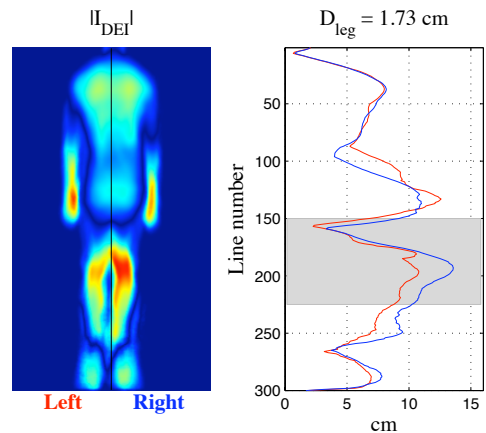 |I_DEI|
Left Right
D_leg = 1.73 cm
Line number
50
100
150
200
250
300
0 5 10 15
cm